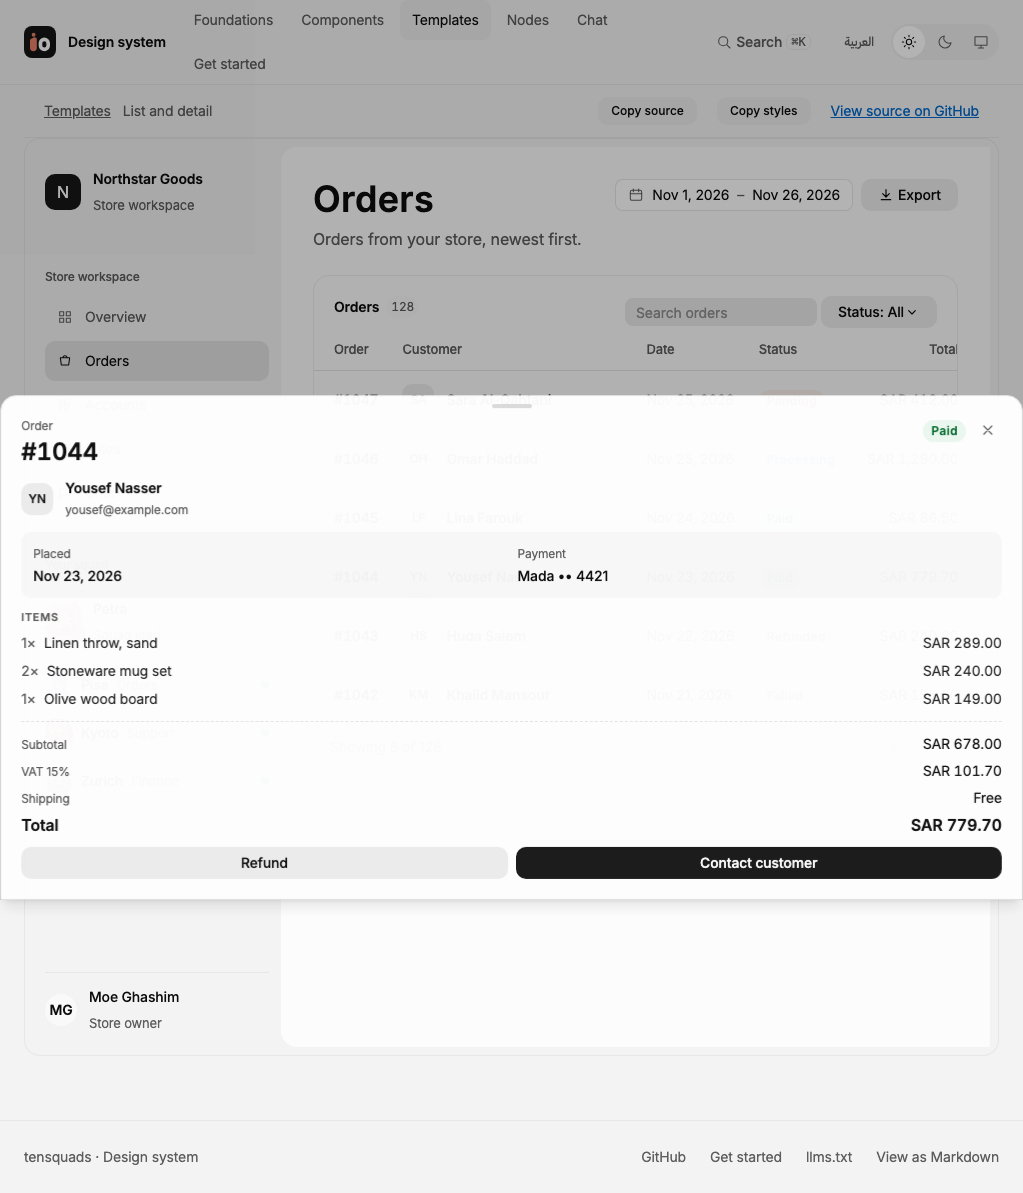 Foundations
Components
Templates
Nodes
Chat
Get started
io
Design system
Search ⌘K
العربية
Templates
List and detail
Copy source
Copy styles
View source on GitHub
N
Northstar Goods
Store workspace
Orders
Nov 1, 2026 – Nov 26, 2026
Export
Orders from your store, newest first.
Store workspace
Overview
Orders
Orders 128
Search orders
Status: All
Order
Customer
Date
Status
Total
Order
#1044
Paid
YN
Yousef Nasser
yousef@example.com
Placed
Nov 23, 2026
Payment
Mada •• 4421
ITEMS
1× Linen throw, sand SAR 289.00
2× Stoneware mug set SAR 240.00
1× Olive wood board SAR 149.00
Subtotal SAR 678.00
VAT 15% SAR 101.70
Shipping Free
Total SAR 779.70
Refund
Contact customer
MG
Moe Ghashim
Store owner
tensquads · Design system
GitHub
Get started
llms.txt
View as Markdown